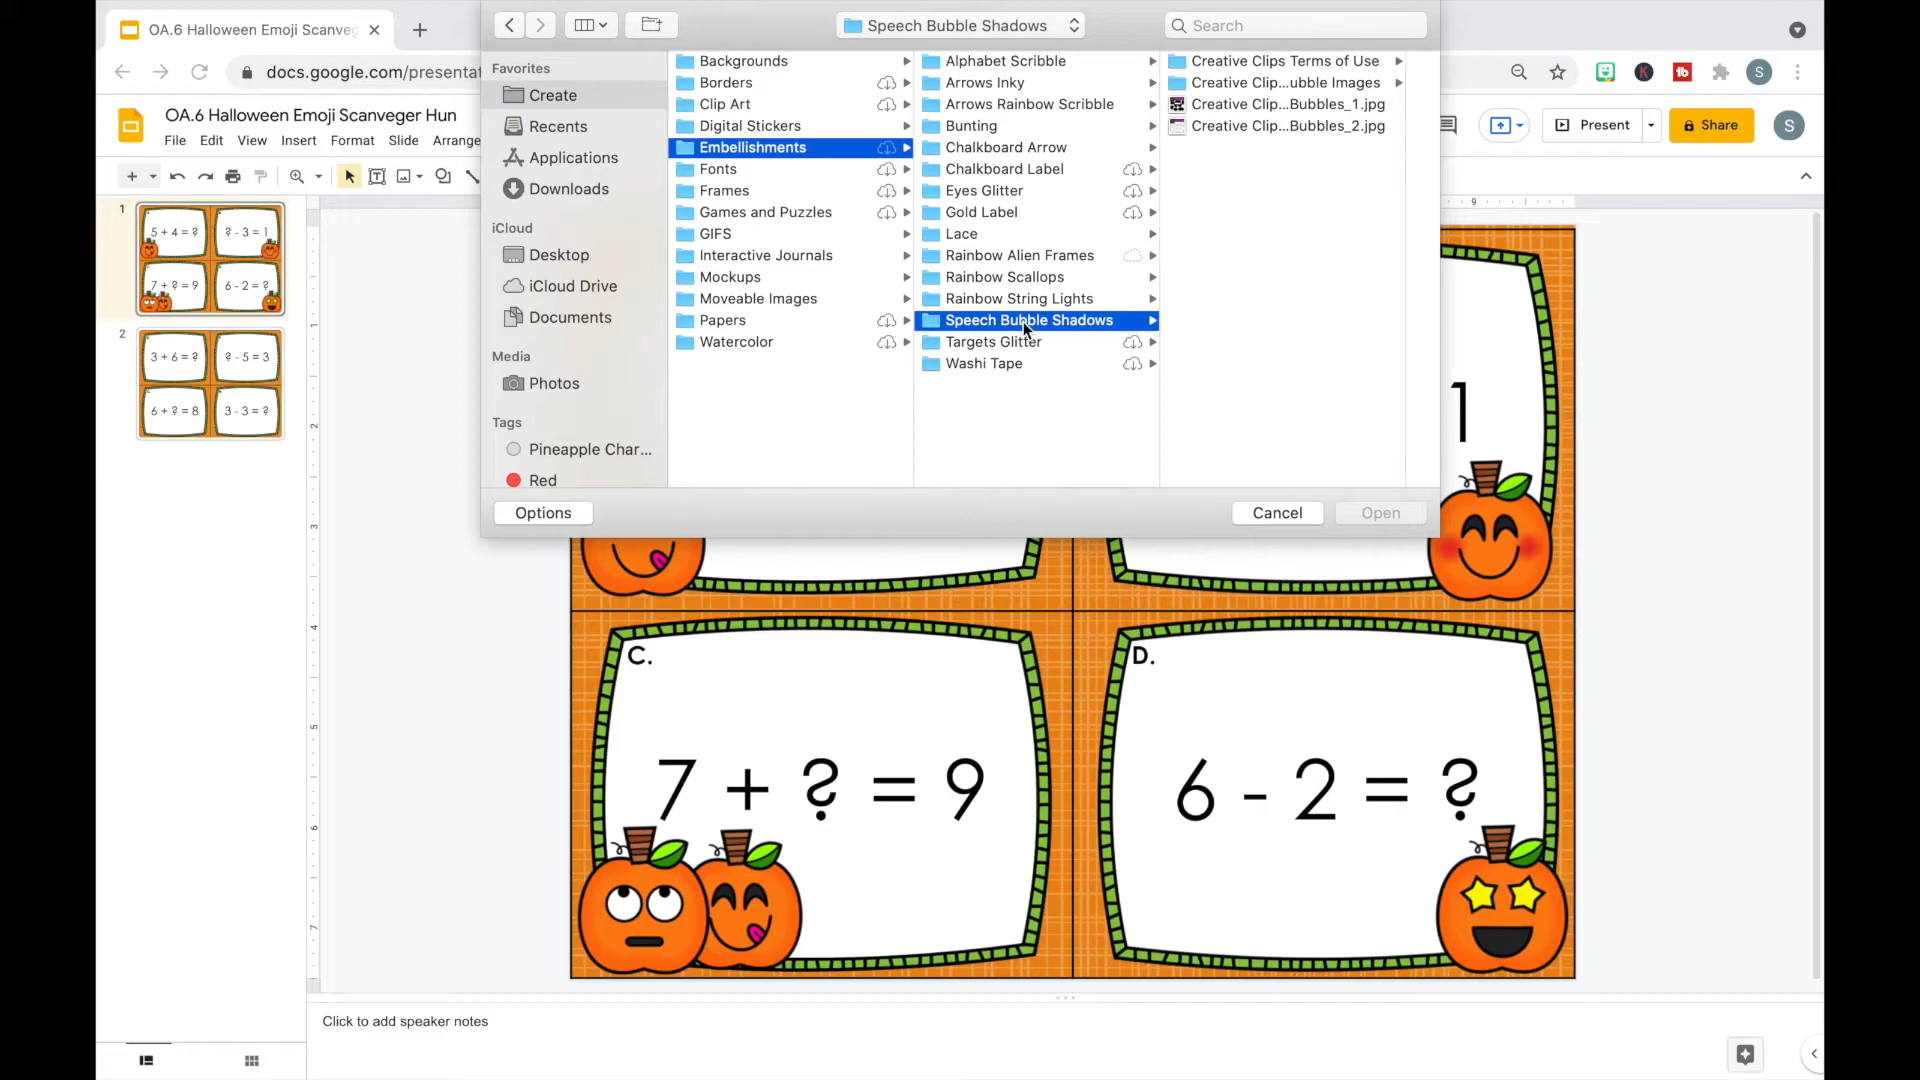 OA.6 Halloween Emoji Scanveg
docs.google.com/presentat
OA.6 Halloween Emoji Scanveger Hun
File Edit View Insert Format Slide Arrange
Present
Share
S
S
Speech Bubble Shadows
Search
Favorites
Create
Recents
Applications
Downloads
iCloud
Desktop
iCloud Drive
Documents
Media
Photos
Tags
Pineapple Char...
Red
Backgrounds
Borders
Clip Art
Digital Stickers
Embellishments
Fonts
Frames
Games and Puzzles
GIFS
Interactive Journals
Mockups
Moveable Images
Papers
Watercolor
Alphabet Scribble
Arrows Inky
Arrows Rainbow Scribble
Bunting
Chalkboard Arrow
Chalkboard Label
Eyes Glitter
Gold Label
Lace
Rainbow Alien Frames
Rainbow Scallops
Rainbow String Lights
Speech Bubble Shadows
Targets Glitter
Washi Tape
Creative Clips Terms of Use
Creative Clip...ubble Images
Creative Clip...Bubbles_1.jpg
Creative Clip...Bubbles_2.jpg
Options
Cancel
Open
1
5 + 4 = ?
? - 3 = 1
7 + ? = 9
6 - 2 = ?
2
3 + 6 = ?
? - 5 = 3
6 + ? = 8
3 - 3 = ?
1
C.
7 + ? = 9
D.
6 - 2 = ?
Click to add speaker notes